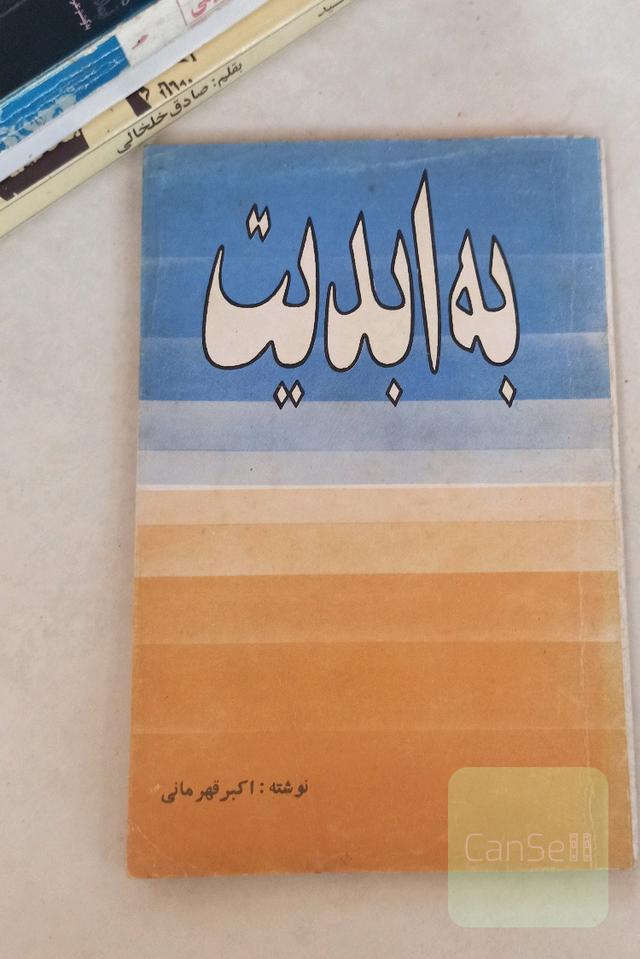 بقلم: صادق خلخالی
به ابدیت
نوشته: اکبر قهرمانی
CanSell